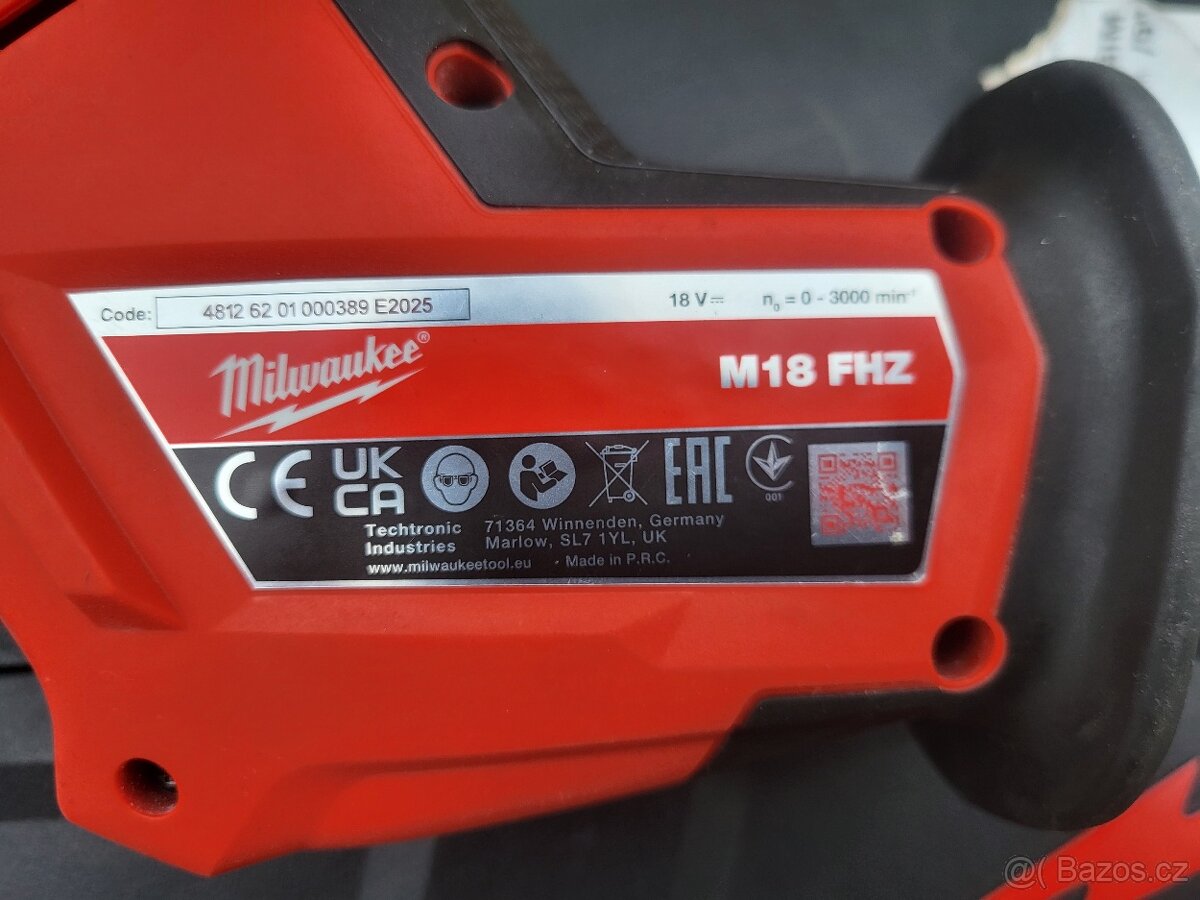 Code: 4812 62 01 000389 E2025
18 V n₀ = 0 - 3000 min⁻¹
Milwaukee®
M18 FHZ
CE UK CA EAC 001
Techtronic Industries
71364 Winnenden, Germany
Marlow, SL7 1YL, UK
www.milwaukeetool.eu Made in P.R.C.
@( Bazos.cz